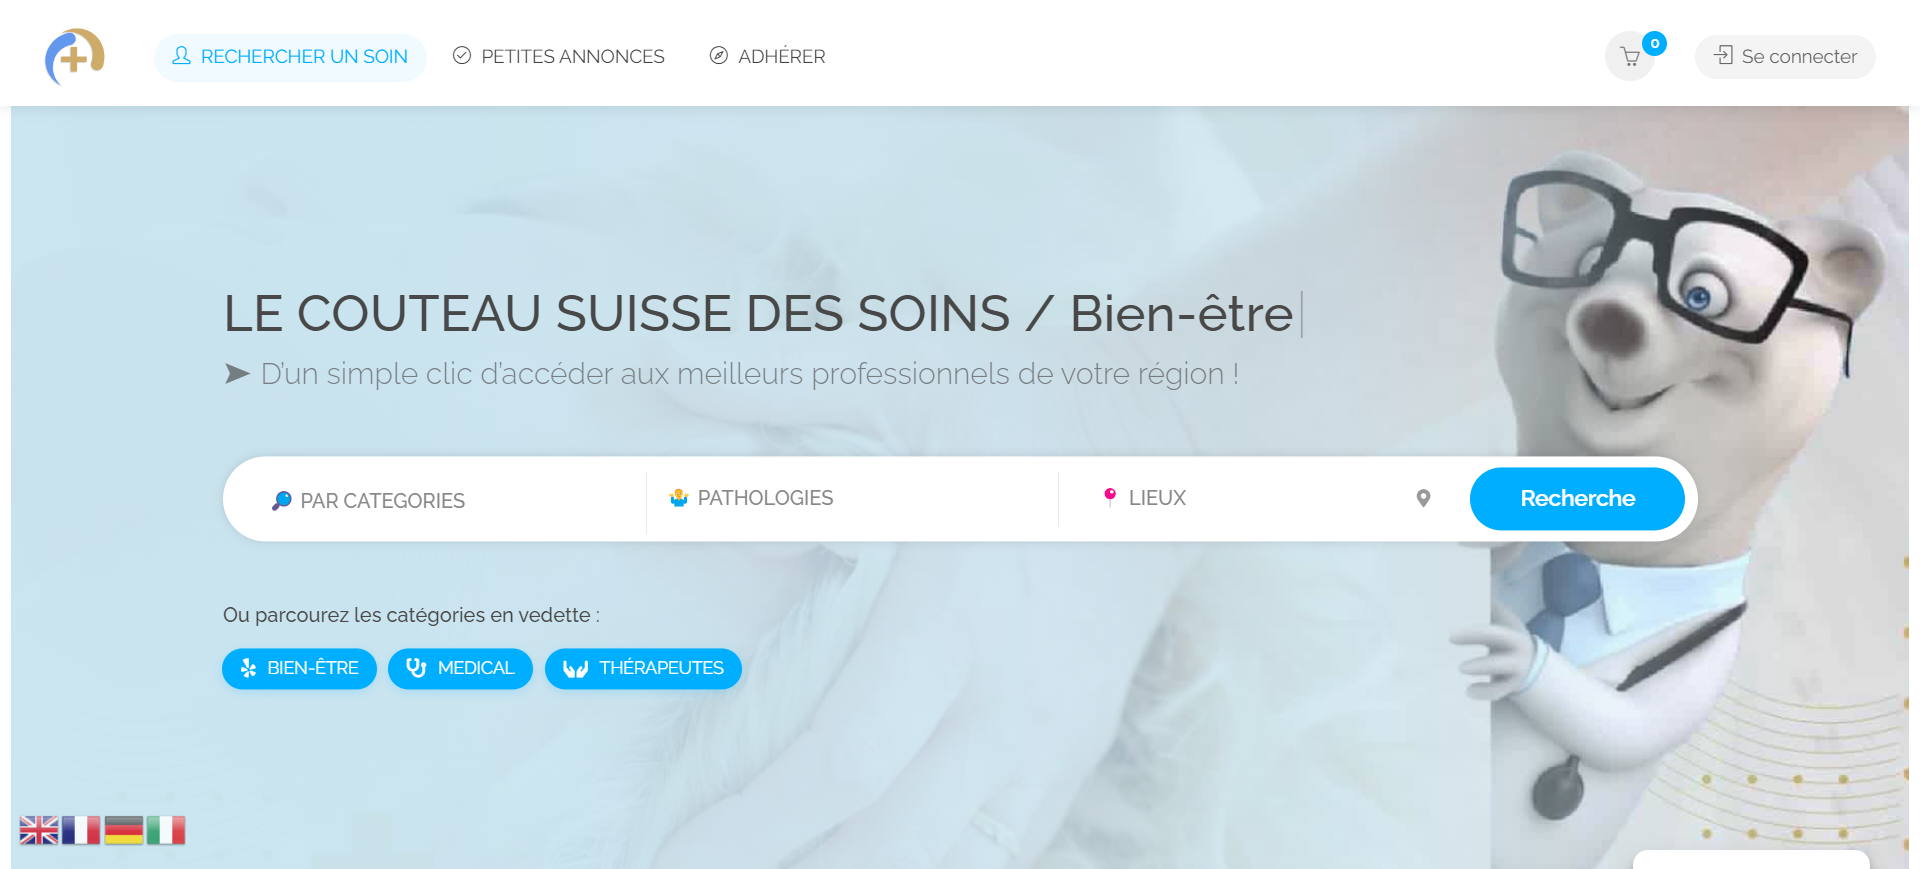 RECHERCHER UN SOIN
PETITES ANNONCES
ADHÉRER
0
Se connecter
LE COUTEAU SUISSE DES SOINS / Bien-être
➤ D'un simple clic d'accéder aux meilleurs professionnels de votre région !
PAR CATEGORIES
PATHOLOGIES
LIEUX
Recherche
Ou parcourez les catégories en vedette :
BIEN-ÊTRE
MEDICAL
THÉRAPEUTES